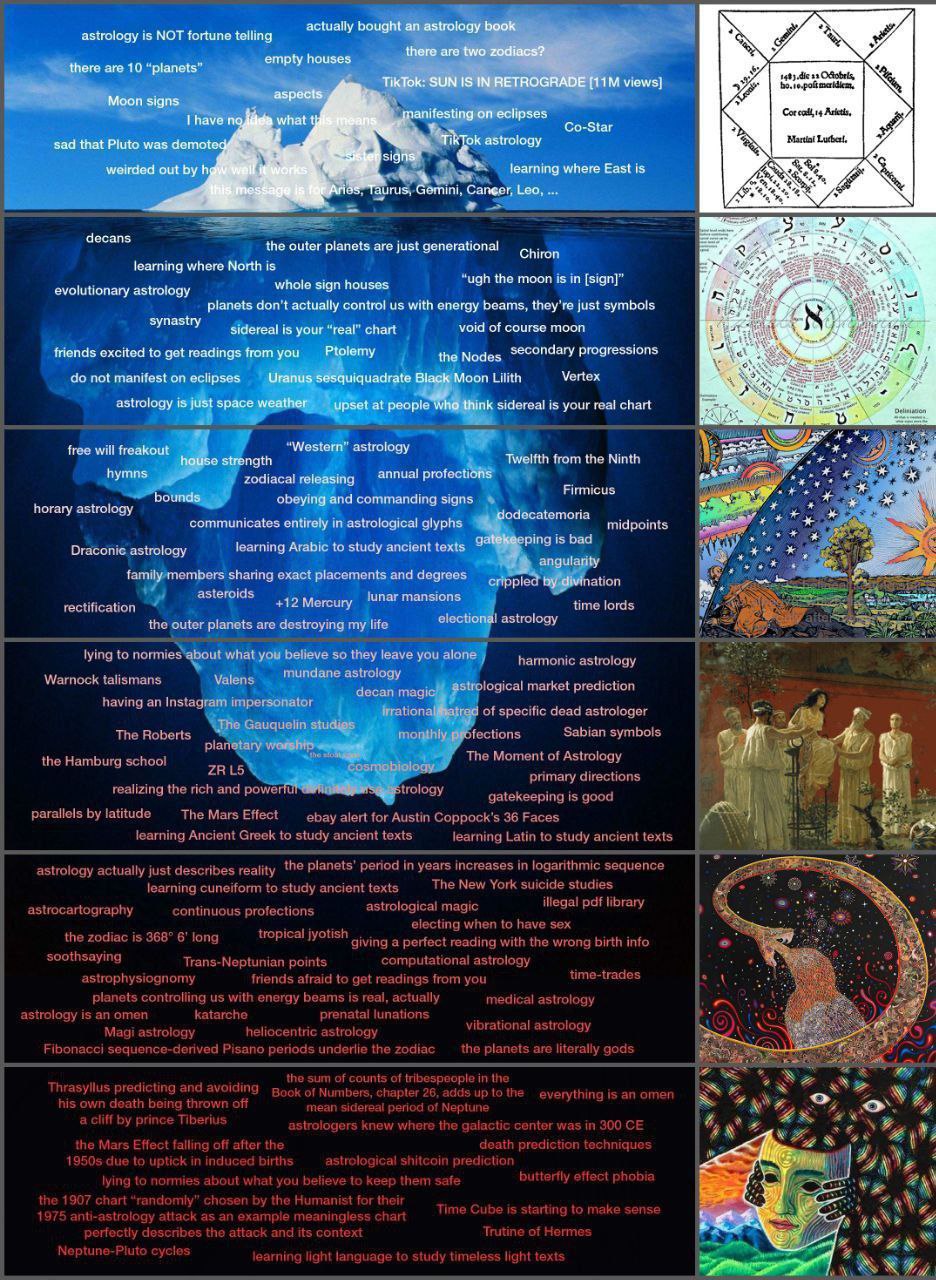 astrology is NOT fortune telling
actually bought an astrology book
there are 10 “planets”
empty houses
there are two zodiacs?
TikTok: SUN IS IN RETROGRADE [11M views]
Moon signs
aspects
I have no idea what this means
manifesting on eclipses
Co-Star
sad that Pluto was demoted
TikTok astrology
sister signs
weirded out by how well it works
learning where East is
this message is for Aries, Taurus, Gemini, Cancer, Leo, ...
1483. die 22 Octobris,
ho. 10. post meridiem.
Cor cœli, 14 Arietis.
Martini Lutheri.
decans
the outer planets are just generational
Chiron
learning where North is
whole sign houses
“ugh the moon is in [sign]”
evolutionary astrology
planets don’t actually control us with energy beams, they’re just symbols
synastry
sidereal is your “real” chart
void of course moon
friends excited to get readings from you
Ptolemy
the Nodes
secondary progressions
do not manifest on eclipses
Uranus sesquiquadrate Black Moon Lilith
Vertex
astrology is just space weather
upset at people who think sidereal is your real chart
Deliniation
free will freakout
“Western” astrology
house strength
Twelfth from the Ninth
hymns
zodiacal releasing
annual profections
bounds
obeying and commanding signs
Firmicus
horary astrology
communicates entirely in astrological glyphs
dodecatemoria
midpoints
Draconic astrology
learning Arabic to study ancient texts
gatekeeping is bad
angularity
family members sharing exact placements and degrees
crippled by divination
asteroids
+12 Mercury
lunar mansions
rectification
time lords
the outer planets are destroying my life
electional astrology
lying to normies about what you believe so they leave you alone
harmonic astrology
Warnock talismans
Valens
mundane astrology
decan magic
astrological market prediction
having an Instagram impersonator
irrational hatred of specific dead astrologer
The Gauquelin studies
The Roberts
planetary worship
monthly profections
Sabian symbols
the Hamburg school
ZR L5
cosmobiology
The Moment of Astrology
primary directions
realizing the rich and powerful definitely use astrology
gatekeeping is good
parallels by latitude
The Mars Effect
ebay alert for Austin Coppock’s 36 Faces
learning Ancient Greek to study ancient texts
learning Latin to study ancient texts
astrology actually just describes reality
the planets’ period in years increases in logarithmic sequence
learning cuneiform to study ancient texts
The New York suicide studies
astrocartography
continuous profections
astrological magic
illegal pdf library
electing when to have sex
the zodiac is 368° 6’ long
tropical jyotish
giving a perfect reading with the wrong birth info
soothsaying
Trans-Neptunian points
computational astrology
astrophysiognomy
friends afraid to get readings from you
time-trades
planets controlling us with energy beams is real, actually
medical astrology
astrology is an omen
katarche
prenatal lunations
Magi astrology
heliocentric astrology
vibrational astrology
Fibonacci sequence-derived Pisano periods underlie the zodiac
the planets are literally gods
Thrasyllus predicting and avoiding
his own death being thrown off
a cliff by prince Tiberius
the sum of counts of tribespeople in the
Book of Numbers, chapter 26, adds up to the
mean sidereal period of Neptune
everything is an omen
astrologers knew where the galactic center was in 300 CE
the Mars Effect falling off after the
1950s due to uptick in induced births
death prediction techniques
astrological shitcoin prediction
lying to normies about what you believe to keep them safe
butterfly effect phobia
the 1907 chart “randomly” chosen by the Humanist for their
1975 anti-astrology attack as an example meaningless chart
perfectly describes the attack and its context
Time Cube is starting to make sense
Trutine of Hermes
Neptune-Pluto cycles
learning light language to study timeless light texts